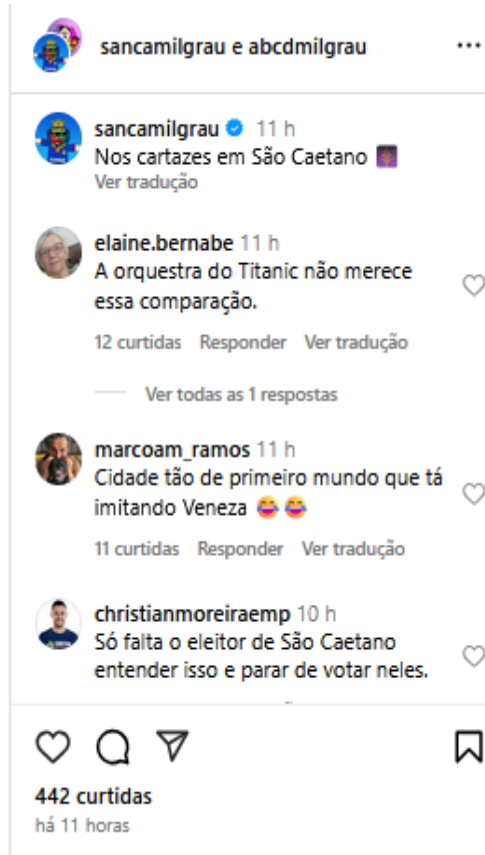 sancamilgrau e abcdmilgrau
sancamilgrau 11 h
Nos cartazes em São Caetano
Ver tradução
elaine.bernabe 11 h
A orquestra do Titanic não merece
essa comparação.
12 curtidas Responder Ver tradução
Ver todas as 1 respostas
marcoam_ramos 11 h
Cidade tão de primeiro mundo que tá
imitando Veneza 😂😂
11 curtidas Responder Ver tradução
christianmoreiraemp 10 h
Só falta o eleitor de São Caetano
entender isso e parar de votar neles.
442 curtidas
há 11 horas